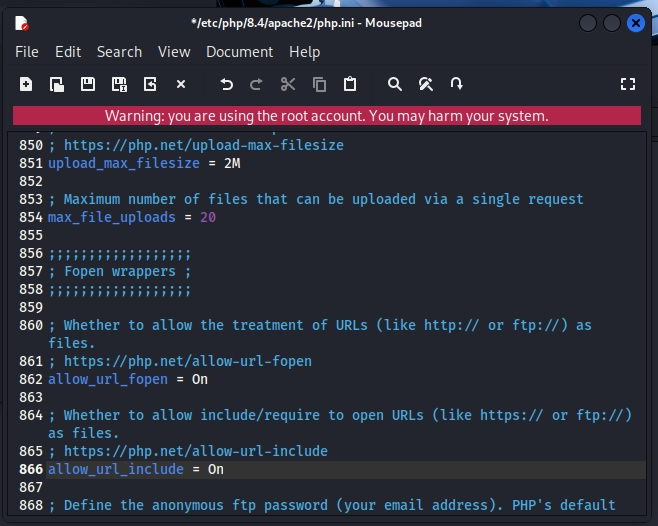 */etc/php/8.4/apache2/php.ini - Mousepad
File Edit Search View Document Help
Warning: you are using the root account. You may harm your system.
850 ; https://php.net/upload-max-filesize
851 upload_max_filesize = 2M
852
853 ; Maximum number of files that can be uploaded via a single request
854 max_file_uploads = 20
855
856 ;;;;;;;;;;;;;;;;;;
857 ; Fopen wrappers ;
858 ;;;;;;;;;;;;;;;;;;
859
860 ; Whether to allow the treatment of URLs (like http:// or ftp://) as
files.
861 ; https://php.net/allow-url-fopen
862 allow_url_fopen = On
863
864 ; Whether to allow include/require to open URLs (like https:// or ftp://)
as files.
865 ; https://php.net/allow-url-include
866 allow_url_include = On
867
868 ; Define the anonymous ftp password (your email address). PHP's default